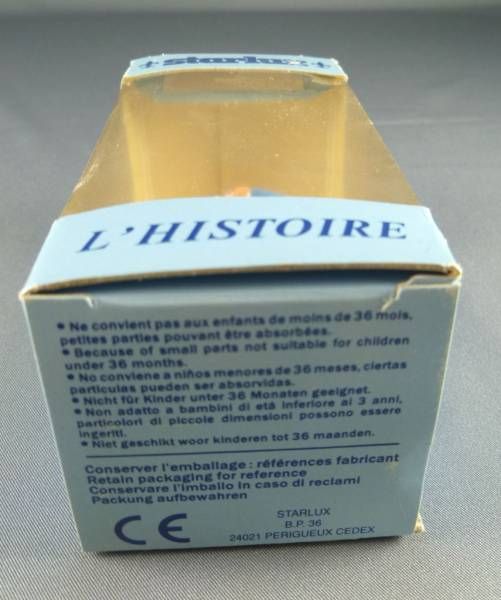 +starlux+
L'HISTOIRE
• Ne convient pas aux enfants de moins de 36 mois,
petites parties pouvant être absorbées.
• Because of small parts not suitable for children
under 36 months.
• No conviene a niños menores de 36 meses, ciertas
particulas pueden ser absorvidas.
• Nicht für Kinder unter 36 Monaten geeignet.
• Non adatto a bambini di età inferiore ai 3 anni,
particolori di piccole dimensioni possono essere
ingeriti.
• Niet geschikt woor kinderen tot 36 maanden.
Conserver l'emballage : références fabricant
Retain packaging for reference
Conservare l'imballo in caso di reclami
Packung aufbewahren
CE
STARLUX
B.P. 36
24021 PERIGUEUX CEDEX